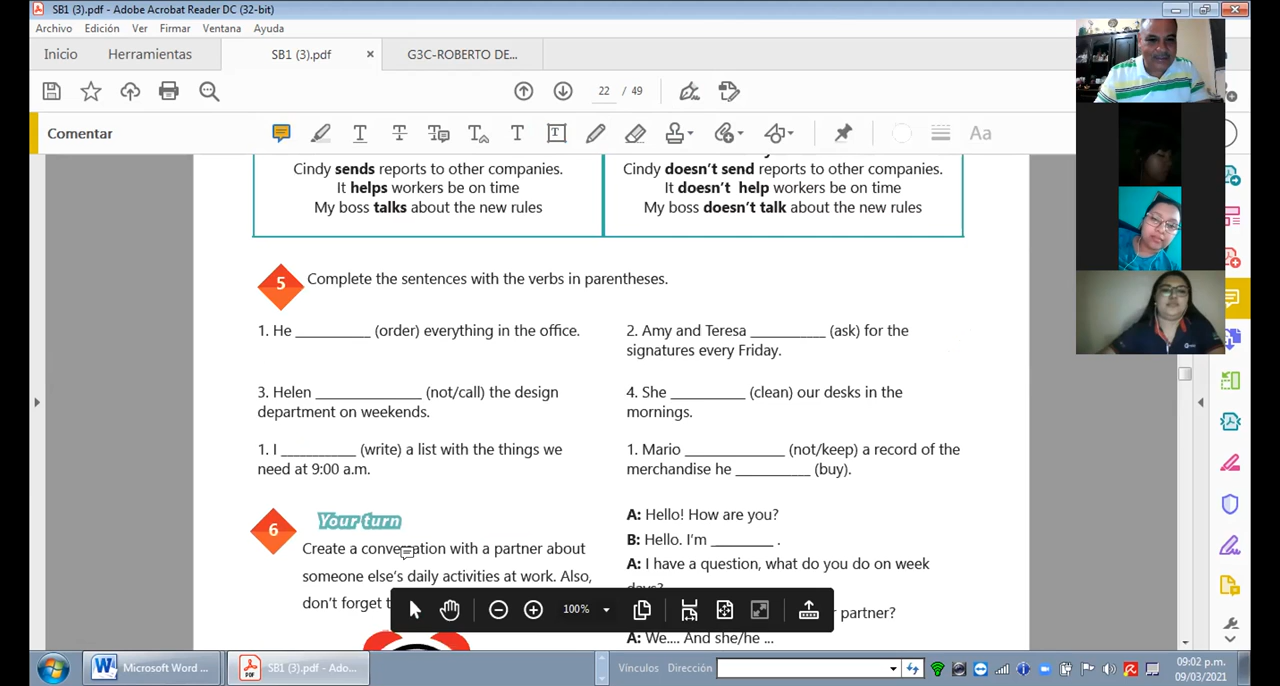 SB1 (3).pdf - Adobe Acrobat Reader DC (32-bit)
Archivo Edición Ver Firmar Ventana Ayuda
Inicio Herramientas SB1 (3).pdf × G3C-ROBERTO DE...
22 / 49
Comentar
Aa
Cindy sends reports to other companies.
It helps workers be on time
My boss talks about the new rules
Cindy doesn't send reports to other companies.
It doesn't help workers be on time
My boss doesn't talk about the new rules
5 Complete the sentences with the verbs in parentheses.
1. He __________ (order) everything in the office.
2. Amy and Teresa __________ (ask) for the
signatures every Friday.
3. Helen ______________ (not/call) the design
department on weekends.
4. She __________ (clean) our desks in the
mornings.
1. I __________ (write) a list with the things we
need at 9:00 a.m.
1. Mario _____________ (not/keep) a record of the
merchandise he __________ (buy).
6 Your turn
Create a conversation with a partner about
someone else's daily activities at work. Also,
don't forget t
A: Hello! How are you?
B: Hello. I'm ________ .
A: I have a question, what do you do on week
partner?
A: We.... And she/he ...
100%
Microsoft Word ...
SB1 (3).pdf - Ado...
Vínculos Dirección
09:02 p.m.
09/03/2021